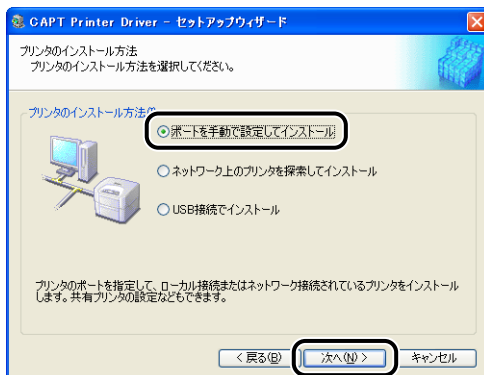 CAPT Printer Driver - セットアップウィザード
プリンタのインストール方法
プリンタのインストール方法を選択してください。
プリンタのインストール方法(I)
ポートを手動で設定してインストール
ネットワーク上のプリンタを探索してインストール
USB接続でインストール
プリンタのポートを指定して、ローカル接続またはネットワーク接続されているプリンタをインストール
します。共有プリンタの設定などもできます。
< 戻る(B)
次へ(N) >
キャンセル